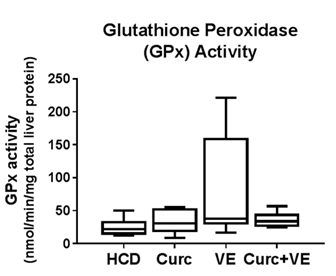 Glutathione Peroxidase
(GPx) Activity
GPx activity
(nmol/min/mg total liver protein)
250
200
150
100
50
0
HCD Curc VE Curc+VE